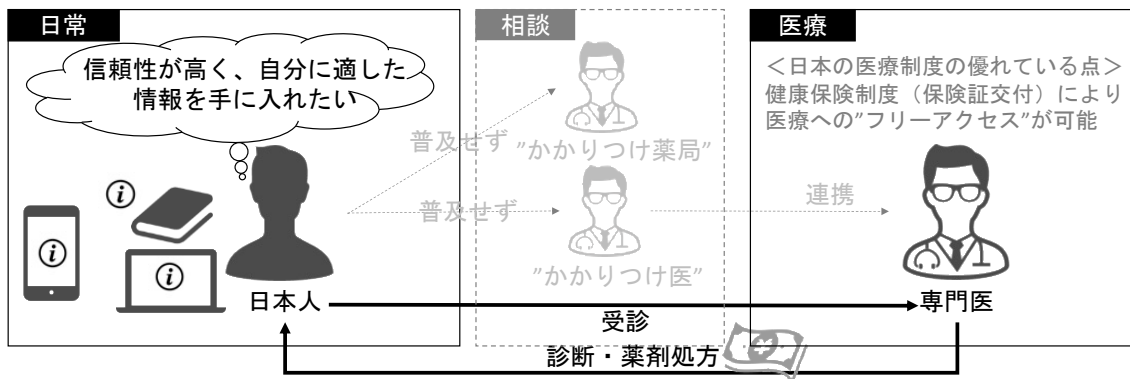 日常
信頼性が高く、自分に適した
情報を手に入れたい
日本人
相談
普及せず
"かかりつけ薬局"
普及せず
"かかりつけ医"
連携
医療
＜日本の医療制度の優れている点＞
健康保険制度（保険証交付）により
医療への"フリーアクセス"が可能
専門医
受診
診断・薬剤処方